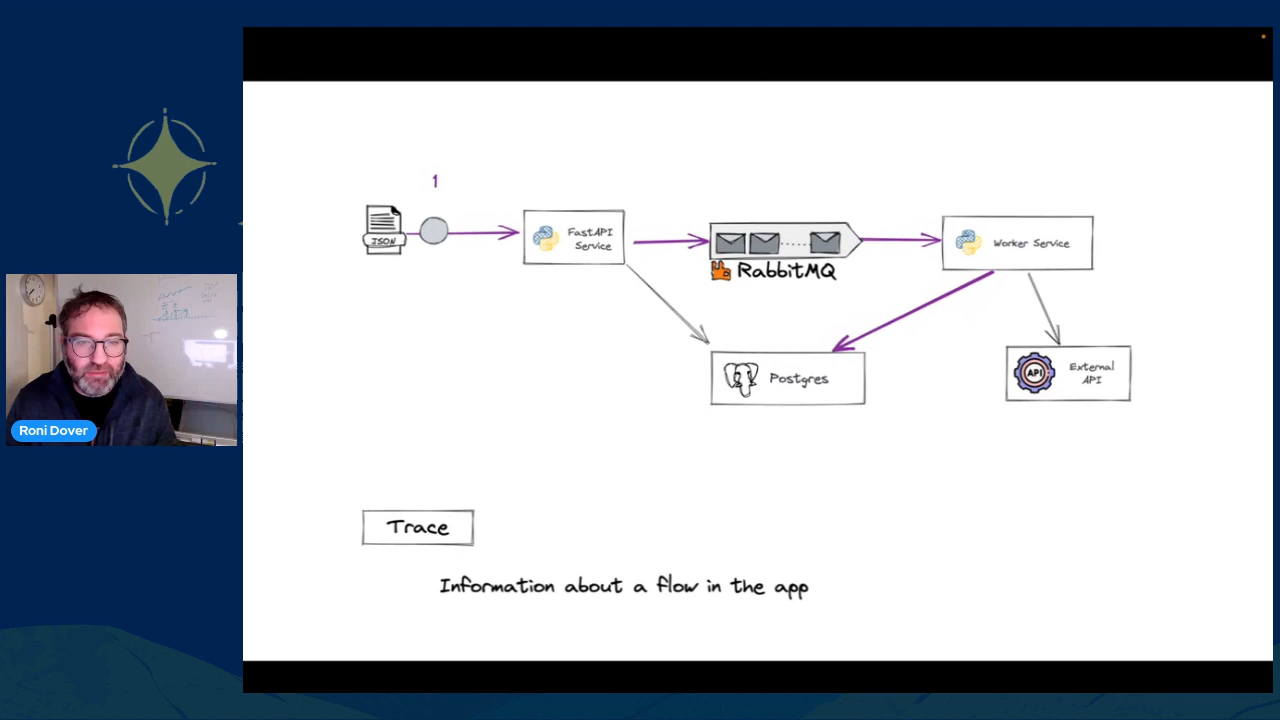 1
JSON
FastAPI
Service
RabbitMQ
Worker Service
Postgres
API
External
API
Roni Dover
Trace
Information about a flow in the app